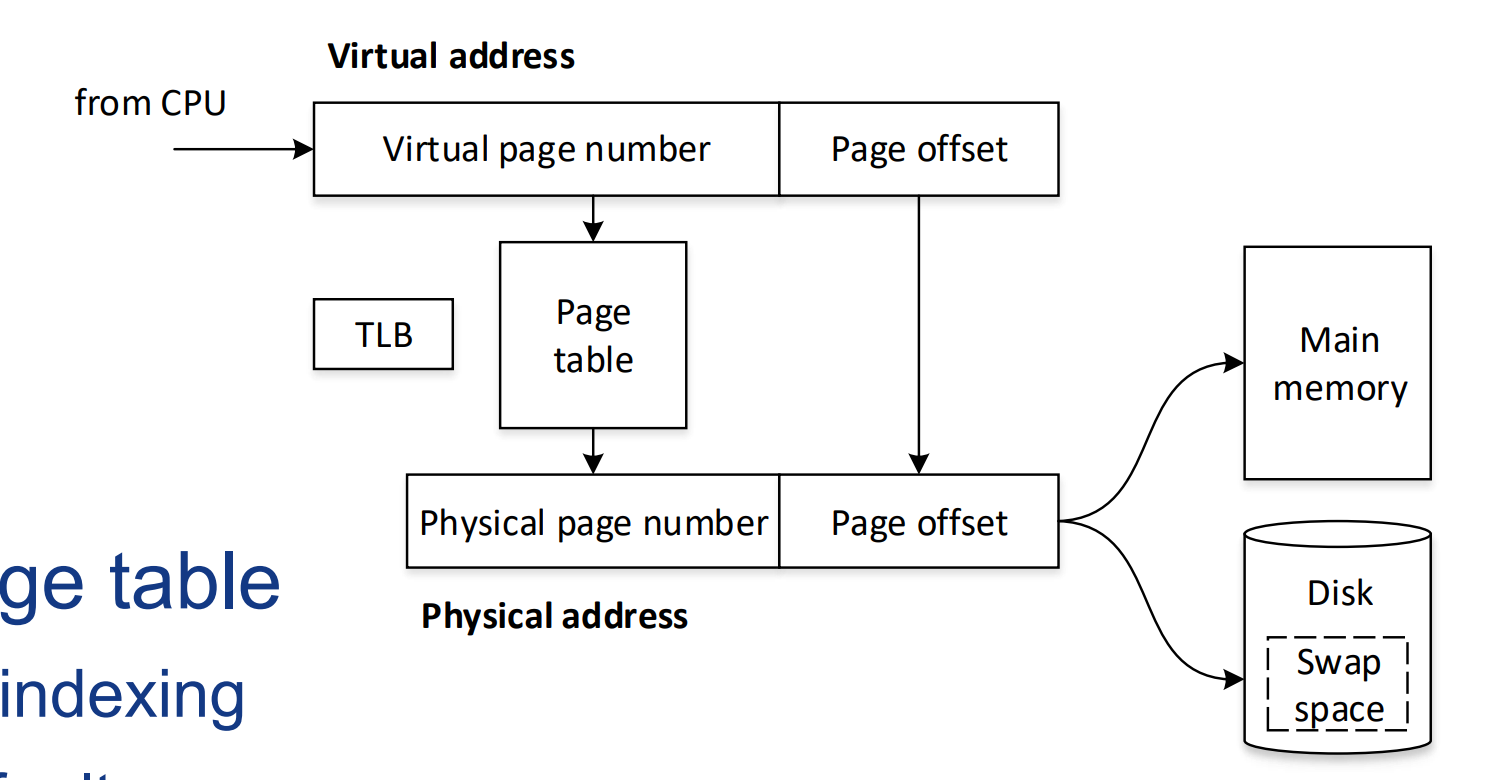 Virtual address
from CPU
Virtual page number
Page offset
TLB
Page
table
Main
memory
Physical page number
Page offset
Physical address
Disk
Swap
space
ge table
indexing